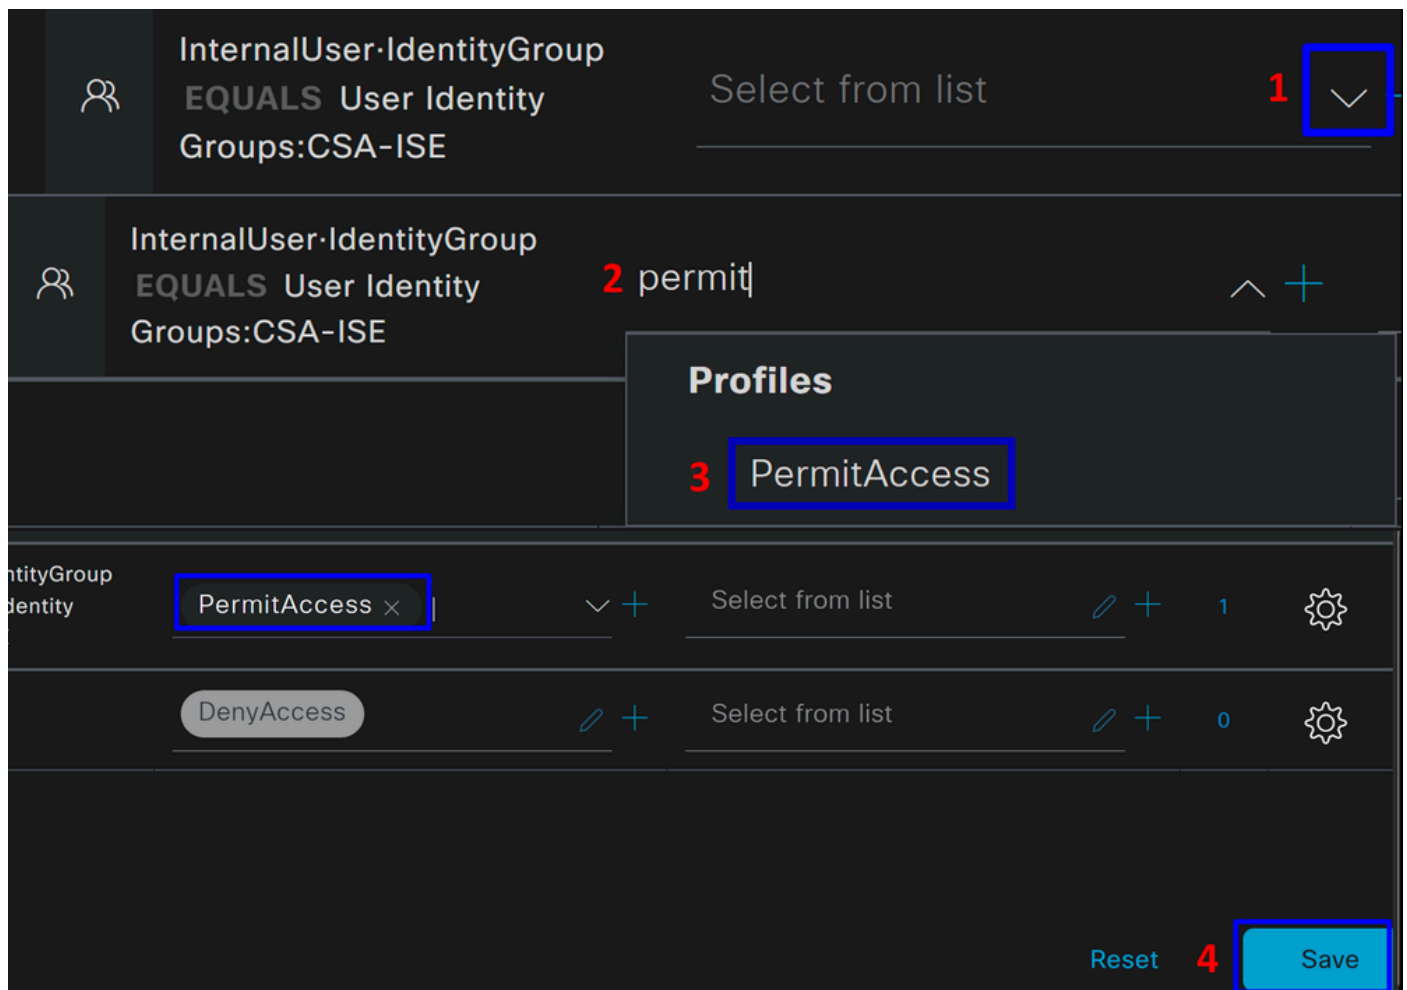 InternalUser·IdentityGroup
EQUALS User Identity
Groups:CSA-ISE
Select from list
1
InternalUser·IdentityGroup
EQUALS User Identity
Groups:CSA-ISE
2 permit
Profiles
3 PermitAccess
ntityGroup
dentity
PermitAccess ×
Select from list
1
DenyAccess
Select from list
0
Reset
4
Save